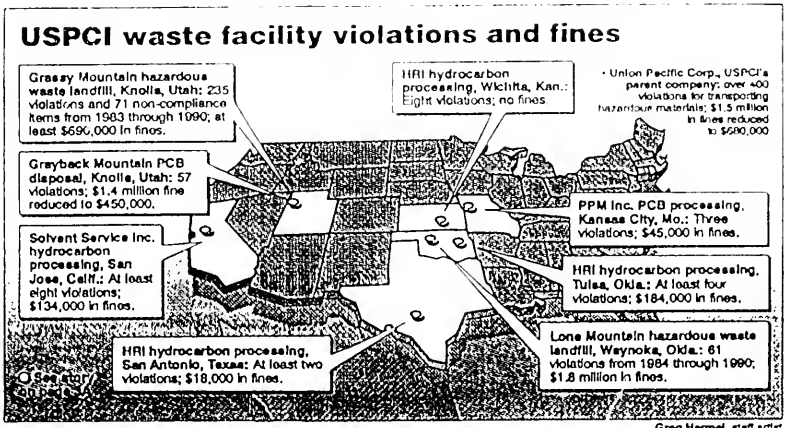 USPCI waste facility violations and fines
Grassy Mountain hazardous
waste landfill, Knolls, Utah: 235
violations and 71 non-compliance
items from 1983 through 1990; at
least $690,000 in fines.
Grayback Mountain PCB
disposal, Knolls, Utah: 57
violations; $1.4 million fine
reduced to $450,000.
Solvent Service Inc.
hydrocarbon
processing, San
Jose, Calif.: At least
eight violations;
$134,000 in fines.
HRI hydrocarbon processing,
San Antonio, Texas: At least two
violations; $18,000 in fines.
HRI hydrocarbon
processing, Wichita, Kan.:
Eight violations; no fines.
• Union Pacific Corp., USPCI's
parent company; over 400
violations for transporting
hazardous materials; $1.5 million
in fines reduced
to $680,000
PPM Inc. PCB processing,
Kansas City, Mo.: Three
violations; $45,000 in fines.
HRI hydrocarbon processing,
Tulsa, Okla.: At least four
violations; $184,000 in fines.
Lone Mountain hazardous waste
landfill, Waynoka, Okla.: 61
violations from 1984 through 1990;
$1.8 million in fines.
See story
on page
staff artist